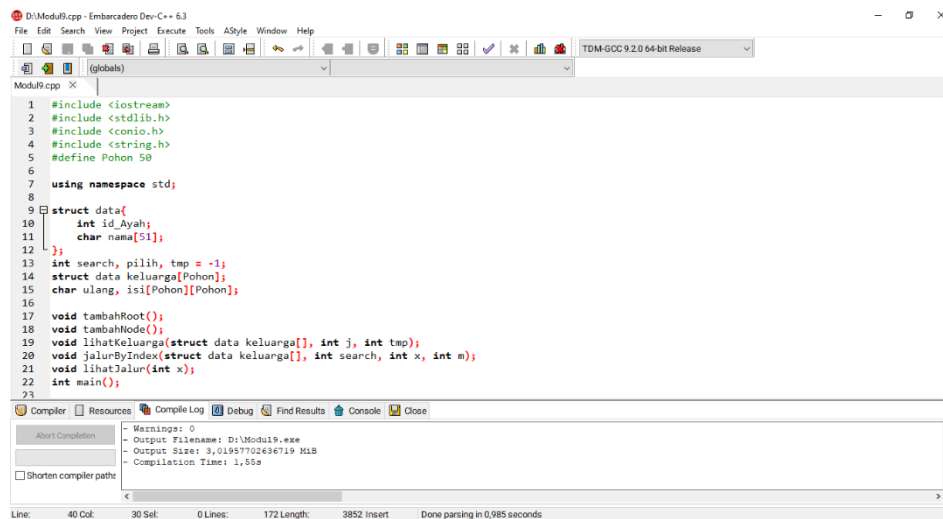 D:\Modul9.cpp - Embarcadero Dev-C++ 6.3
File Edit Search View Project Execute Tools AStyle Window Help
TDM-GCC 9.2.0 64-bit Release
(globals)
Modul9.cpp
1 #include <iostream>
2 #include <stdlib.h>
3 #include <conio.h>
4 #include <string.h>
5 #define Pohon 50
6
7 using namespace std;
8
9 struct data{
10 int id_Ayah;
11 char nama[51];
12 };
13 int search, pilih, tmp = -1;
14 struct data keluarga[Pohon];
15 char ulang, isi[Pohon][Pohon];
16
17 void tambahRoot();
18 void tambahNode();
19 void lihatKeluarga(struct data keluarga[], int j, int tmp);
20 void jalurByIndex(struct data keluarga[], int search, int x, int m);
21 void lihatJalur(int x);
22 int main();
23
Compiler Resources Compile Log Debug Find Results Console Close
Abort Compilation
Shorten compiler paths
- Warnings: 0
- Output Filename: D:\Modul9.exe
- Output Size: 3,01957702636719 MiB
- Compilation Time: 1,55s
Line: 40 Col: 30 Sel: 0 Lines: 172 Length: 3852 Insert Done parsing in 0,985 seconds